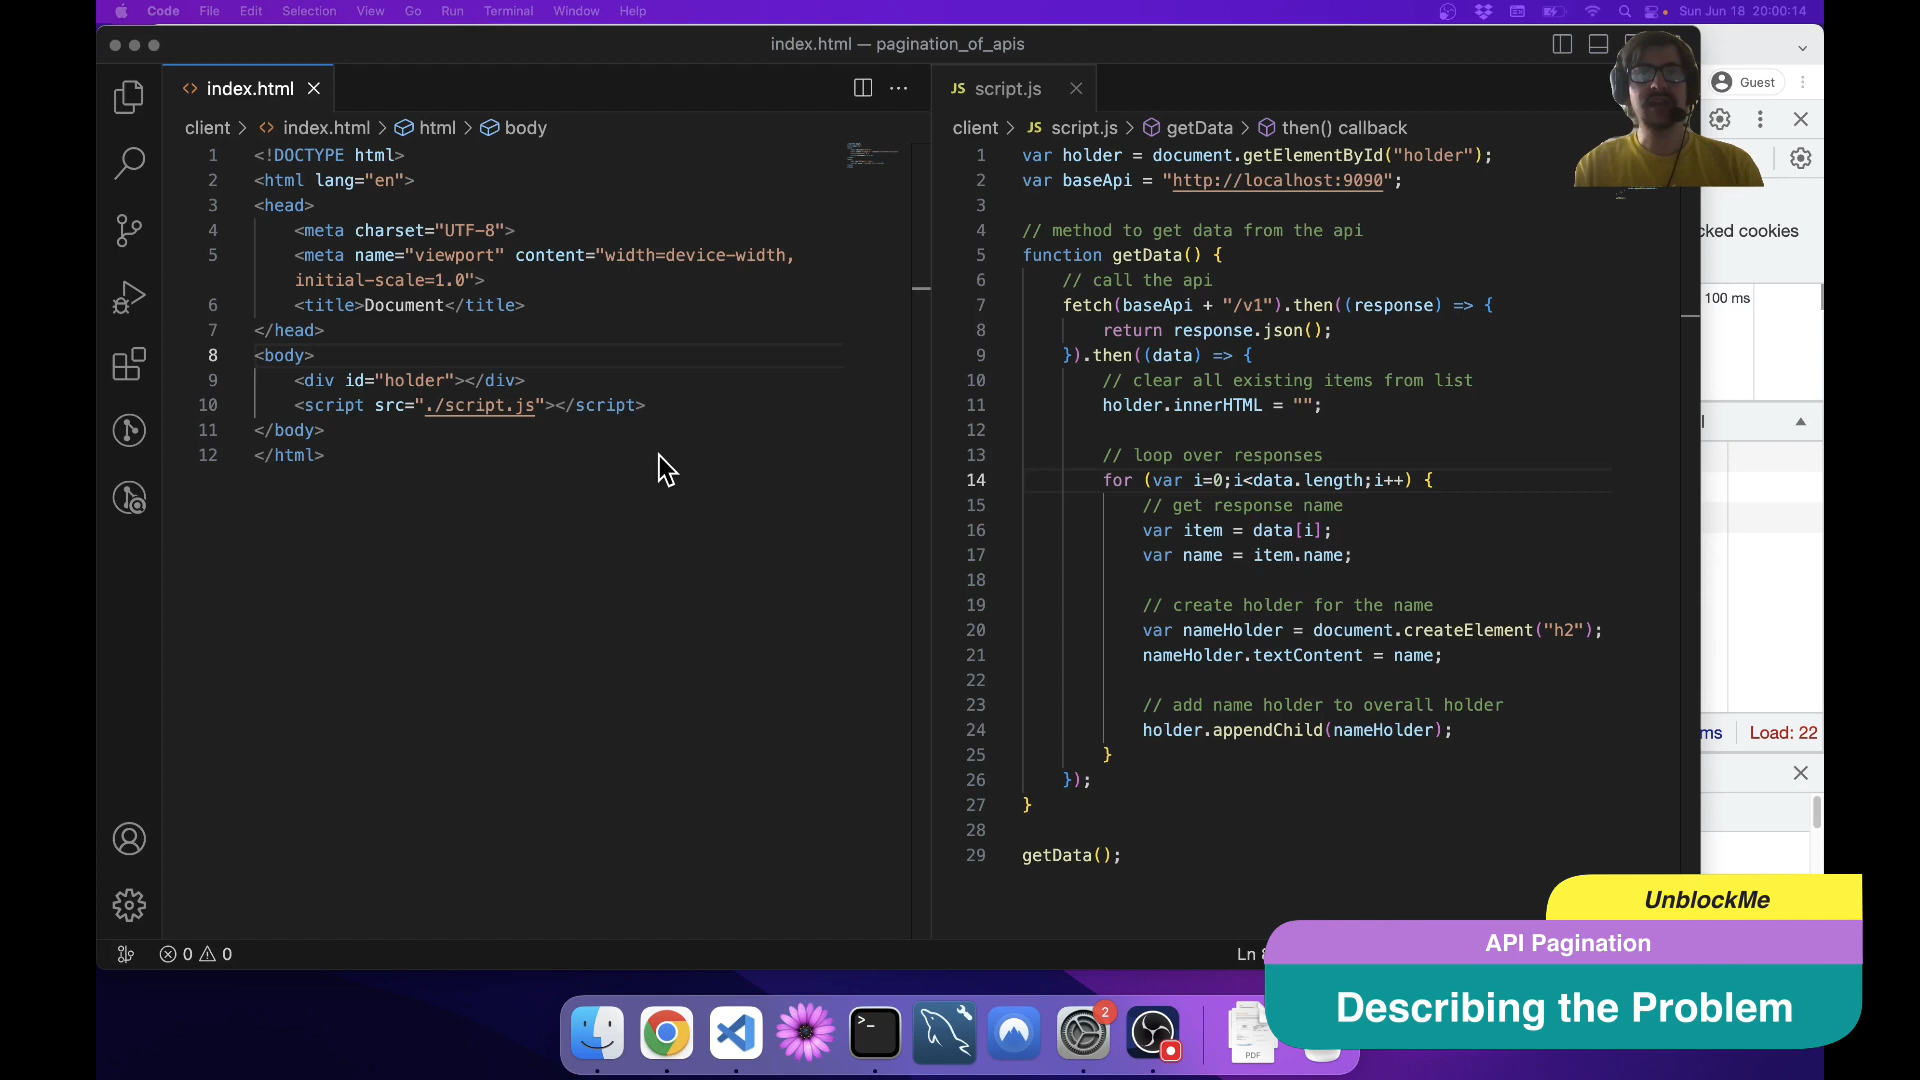 Code File Edit Selection View Go Run Terminal Window Help
Sun Jun 18 20:00:14
index.html — pagination_of_apis
index.html
client > index.html > html > body
1 <!DOCTYPE html>
2 <html lang="en">
3 <head>
4 <meta charset="UTF-8">
5 <meta name="viewport" content="width=device-width,
initial-scale=1.0">
6 <title>Document</title>
7 </head>
8 <body>
9 <div id="holder"></div>
10 <script src="./script.js"></script>
11 </body>
12 </html>
JS script.js
client > JS script.js > getData > then() callback
1 var holder = document.getElementById("holder");
2 var baseApi = "http://localhost:9090";
3
4 // method to get data from the api
5 function getData() {
6 // call the api
7 fetch(baseApi + "/v1").then((response) => {
8 return response.json();
9 }).then((data) => {
10 // clear all existing items from list
11 holder.innerHTML = "";
12
13 // loop over responses
14 for (var i=0;i<data.length;i++) {
15 // get response name
16 var item = data[i];
17 var name = item.name;
18
19 // create holder for the name
20 var nameHolder = document.createElement("h2");
21 nameHolder.textContent = name;
22
23 // add name holder to overall holder
24 holder.appendChild(nameHolder);
25 }
26 });
27 }
28
29 getData();
Guest
cked cookies
100 ms
ms Load: 22
0 0
Ln
UnblockMe
API Pagination
Describing the Problem
2
PDF